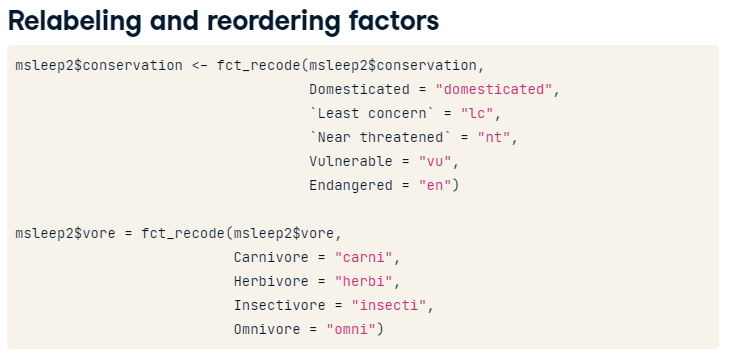 Relabeling and reordering factors
msleep2$conservation <- fct_recode(msleep2$conservation,
Domesticated = "domesticated",
`Least concern` = "lc",
`Near threatened` = "nt",
Vulnerable = "vu",
Endangered = "en")
msleep2$vore = fct_recode(msleep2$vore,
Carnivore = "carni",
Herbivore = "herbi",
Insectivore = "insecti",
Omnivore = "omni")